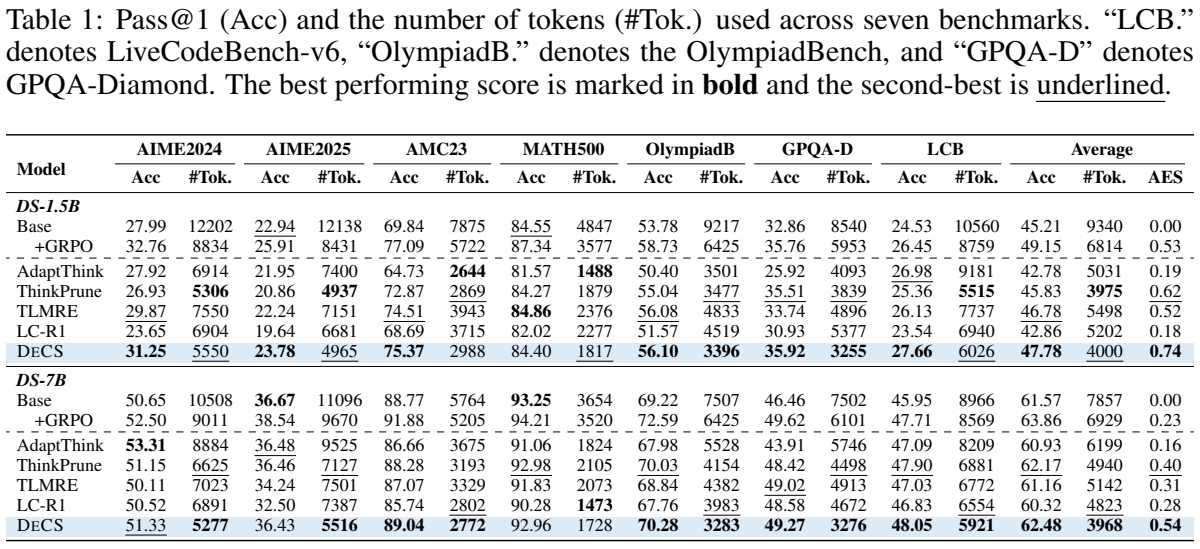 Table 1: Pass@1 (Acc) and the number of tokens (#Tok.) used across seven benchmarks. “LCB.”
denotes LiveCodeBench-v6, “OlympiadB.” denotes the OlympiadBench, and “GPQA-D” denotes
GPQA-Diamond. The best performing score is marked in bold and the second-best is underlined.
Model AIME2024 AIME2025 AMC23 MATH500 OlympiadB GPQA-D LCB Average
Acc #Tok. Acc #Tok. Acc #Tok. Acc #Tok. Acc #Tok. Acc #Tok. Acc #Tok. Acc #Tok. AES
DS-1.5B
Base 27.99 12202 22.94 12138 69.84 7875 84.55 4847 53.78 9217 32.86 8540 24.53 10560 45.21 9340 0.00
+GRPO 32.76 8834 25.91 8431 77.09 5722 87.34 3577 58.73 6425 35.76 5953 26.45 8759 49.15 6814 0.53
AdaptThink 27.92 6914 21.95 7400 64.73 2644 81.57 1488 50.40 3501 25.92 4093 26.98 9181 42.78 5031 0.19
ThinkPrune 26.93 5306 20.86 4937 72.87 2869 84.27 1879 55.04 3477 35.51 3839 25.36 5515 45.83 3975 0.62
TLMRE 29.87 7550 22.24 7151 74.51 3943 84.86 2376 56.08 4833 33.74 4896 26.13 7737 46.78 5498 0.52
LC-R1 23.65 6904 19.64 6681 68.69 3715 82.02 2277 51.57 4519 30.93 5377 23.54 6940 42.86 5202 0.18
DECS 31.25 5550 23.78 4965 75.37 2988 84.40 1817 56.10 3396 35.92 3255 27.66 6026 47.78 4000 0.74
DS-7B
Base 50.65 10508 36.67 11096 88.77 5764 93.25 3654 69.22 7507 46.46 7502 45.95 8966 61.57 7857 0.00
+GRPO 52.50 9011 38.54 9670 91.88 5205 94.21 3520 72.59 6425 49.62 6101 47.71 8569 63.86 6929 0.23
AdaptThink 53.31 8884 36.48 9525 86.66 3675 91.06 1824 67.98 5528 43.91 5746 47.09 8209 60.93 6199 0.16
ThinkPrune 51.15 6625 36.46 7127 88.28 3193 92.98 2105 70.03 4154 48.42 4498 47.90 6881 62.17 4940 0.40
TLMRE 50.11 7023 34.24 7501 87.07 3329 91.83 2073 68.84 4382 49.02 4913 47.03 6772 61.16 5142 0.31
LC-R1 50.52 6891 32.50 7387 85.74 2802 90.28 1473 67.76 3983 48.58 4672 46.83 6554 60.32 4823 0.28
DECS 51.33 5277 36.43 5516 89.04 2772 92.96 1728 70.28 3283 49.27 3276 48.05 5921 62.48 3968 0.54